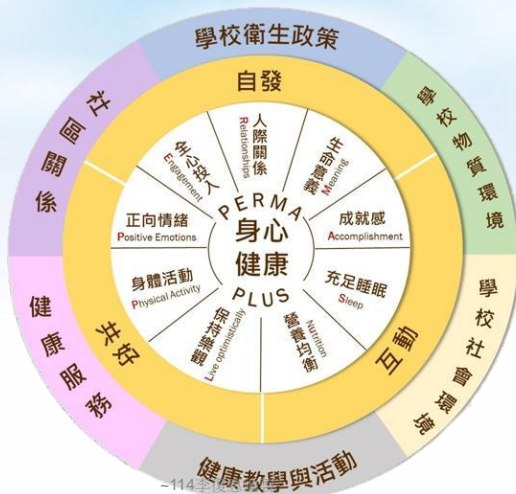 學校衛生政策
學校物質環境
學校社會環境
健康教學與活動
健康服務
社區關係
自發
互動
共好
正向情緒
Positive Emotions
全心投入
Engagement
人際關係
Relationships
生命意義
Meaning
成就感
Accomplishment
充足睡眠
Sleep
營養均衡
Nutrition
保持樂觀
Live optimistically
身體活動
Physical Activity
PERMA
身心
健康
PLUS